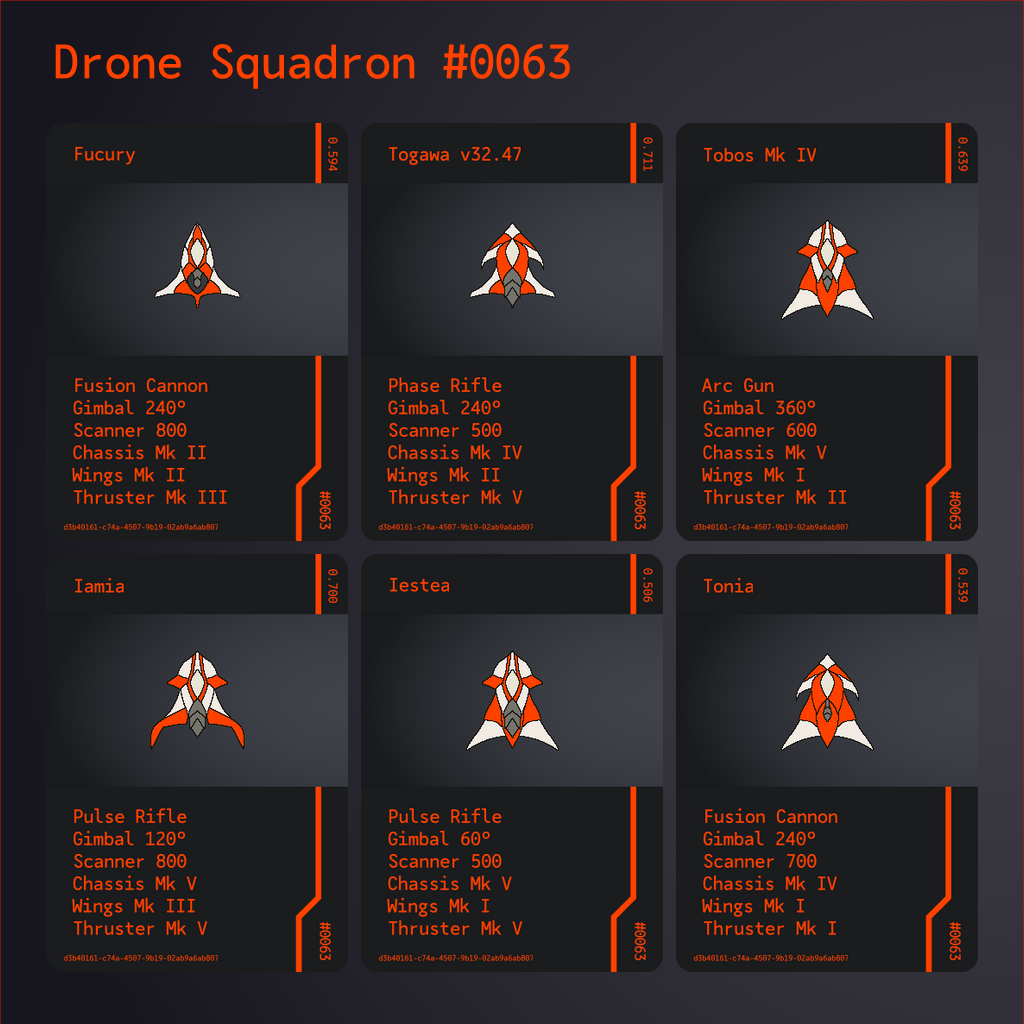 Drone Squadron #0063
Fucury
0.594
Fusion Cannon
Gimbal 240º
Scanner 800
Chassis Mk II
Wings Mk II
Thruster Mk III
#0063
d3b40161-c74a-4507-9b19-02ab9a6ab807
Togawa v32.47
0.711
Phase Rifle
Gimbal 240º
Scanner 500
Chassis Mk IV
Wings Mk II
Thruster Mk V
#0063
d3b40161-c74a-4507-9b19-02ab9a6ab807
Tobos Mk IV
0.639
Arc Gun
Gimbal 360º
Scanner 600
Chassis Mk V
Wings Mk I
Thruster Mk II
#0063
d3b40161-c74a-4507-9b19-02ab9a6ab807
Iamia
0.700
Pulse Rifle
Gimbal 120º
Scanner 800
Chassis Mk V
Wings Mk III
Thruster Mk V
#0063
d3b40161-c74a-4507-9b19-02ab9a6ab807
Iestea
0.506
Pulse Rifle
Gimbal 60º
Scanner 500
Chassis Mk V
Wings Mk I
Thruster Mk V
#0063
d3b40161-c74a-4507-9b19-02ab9a6ab807
Tonia
0.539
Fusion Cannon
Gimbal 240º
Scanner 700
Chassis Mk IV
Wings Mk I
Thruster Mk I
#0063
d3b40161-c74a-4507-9b19-02ab9a6ab807